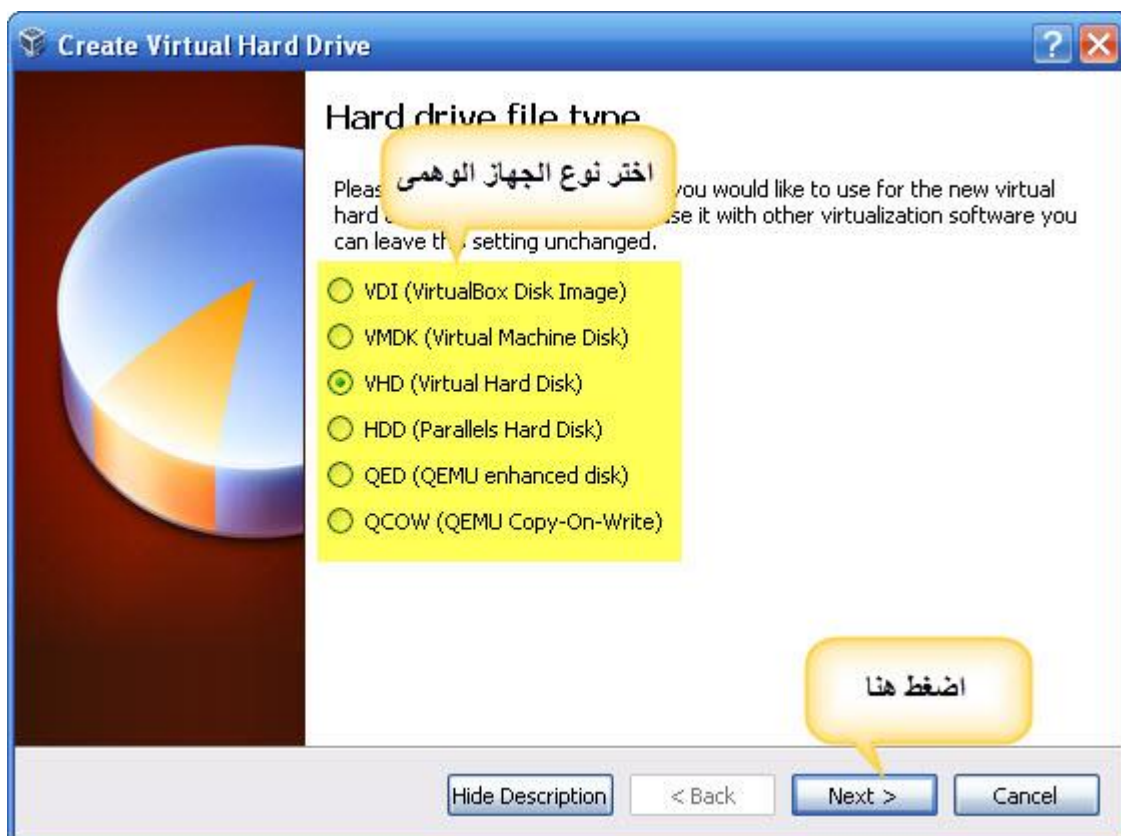 Create Virtual Hard Drive
Hard drive file type
اختر نوع الجهاز الوهمى
you would like to use for the new virtual
hard it with other virtualization software you
can leave setting unchanged.
VDI (VirtualBox Disk Image)
VMDK (Virtual Machine Disk)
VHD (Virtual Hard Disk)
HDD (Parallels Hard Disk)
QED (QEMU enhanced disk)
QCOW (QEMU Copy-On-Write)
اضغط هنا
Hide Description < Back Next > Cancel